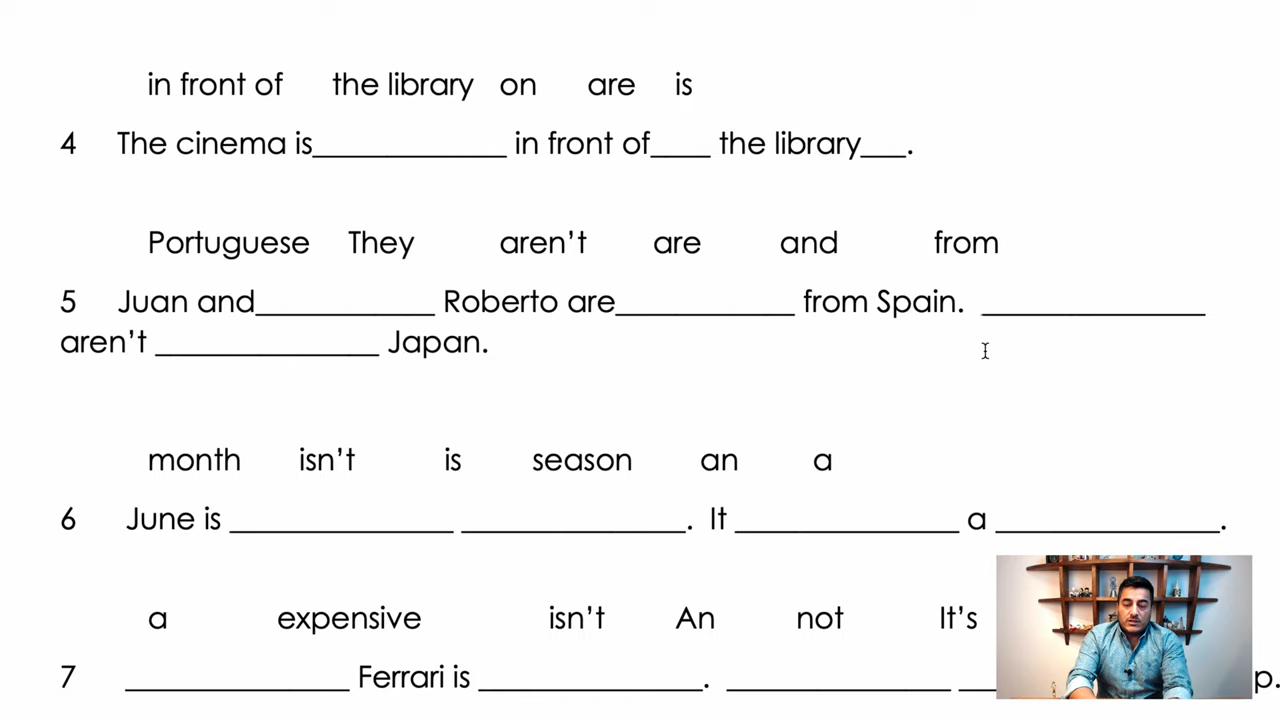 in front of the library on are is
4 The cinema is_____________ in front of____ the library___.
Portuguese They aren't are and from
5 Juan and____________ Roberto are____________ from Spain. _______________
aren't _______________ Japan.
month isn't is season an a
6 June is _______________ _______________. It _______________ a _______________.
a expensive isn't An not It's
7 _______________ Ferrari is _______________. _______________ ___ p.